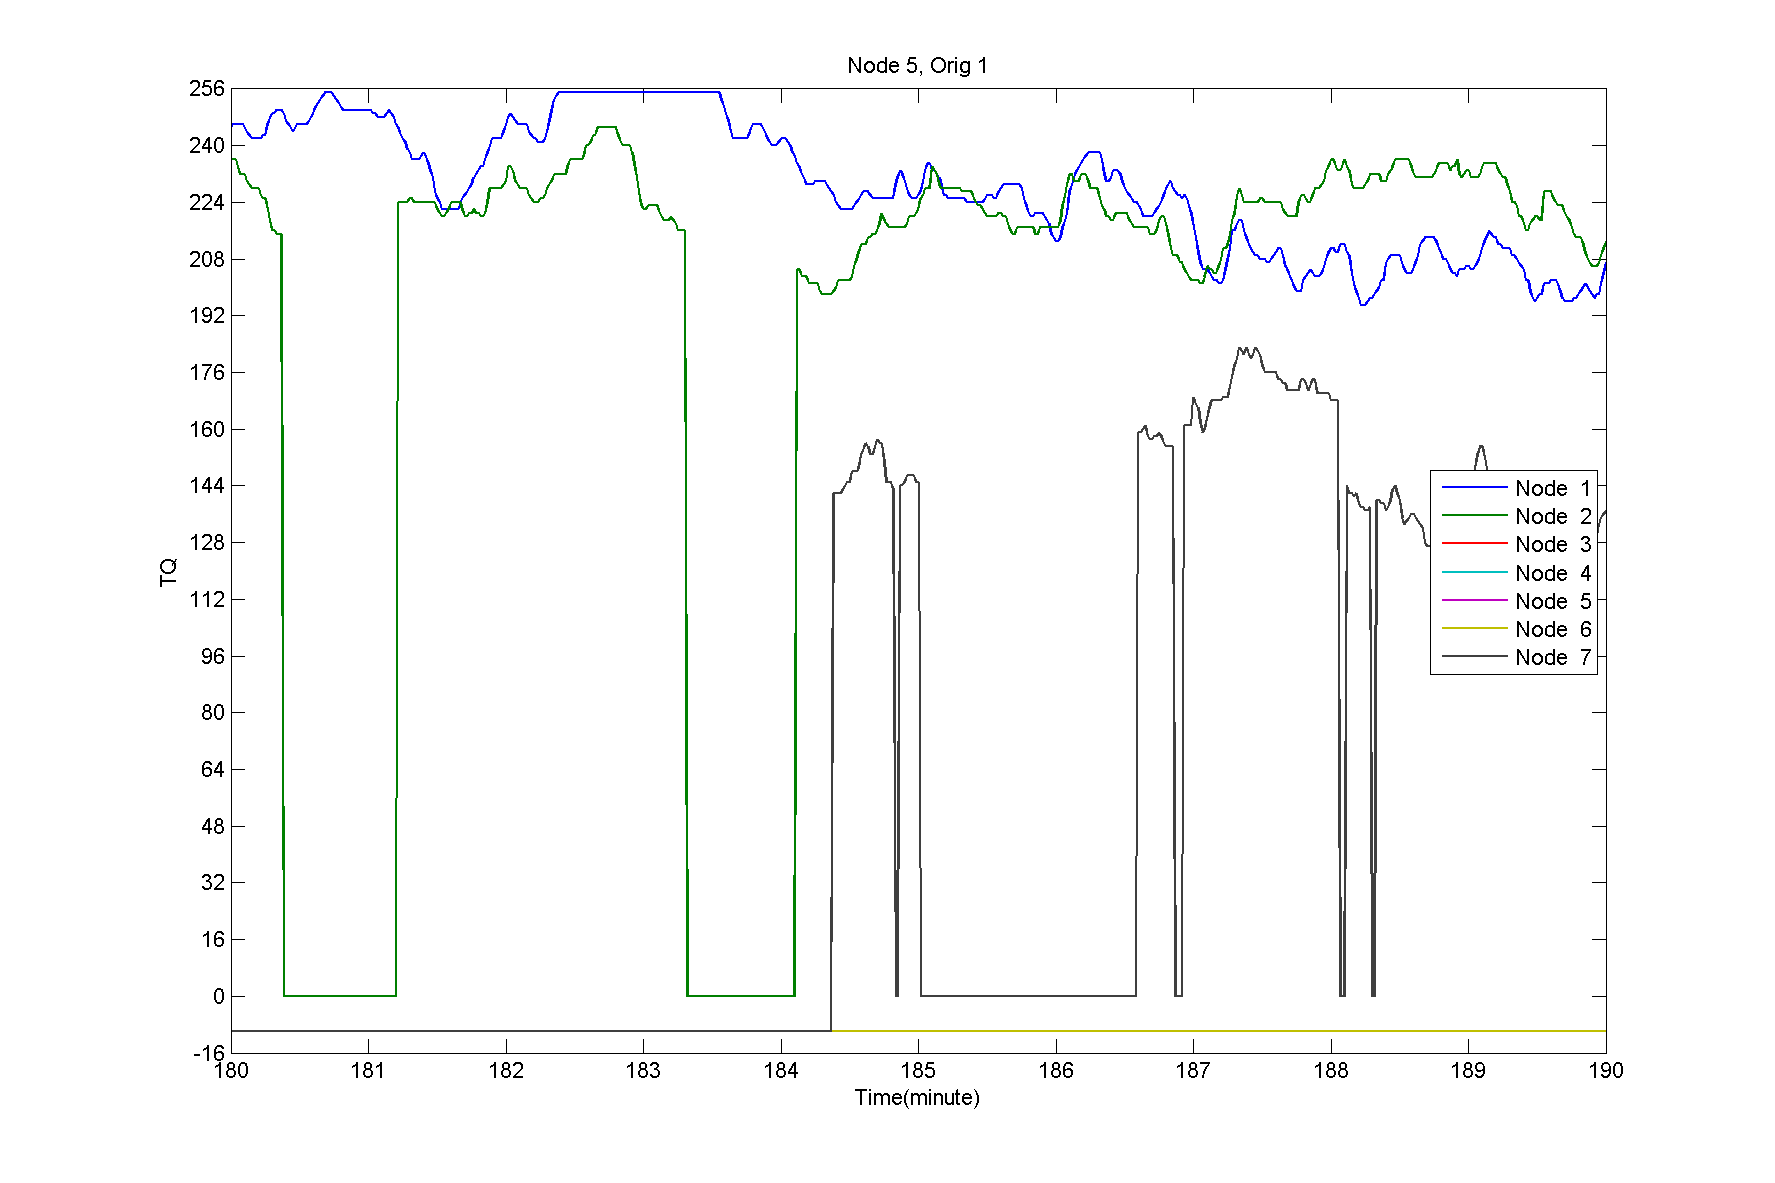 Node 5, Orig 1
256
240
224
208
192
176
160
144
128
112
96
80
64
48
32
16
0
-16
TQ
Node 1
Node 2
Node 3
Node 4
Node 5
Node 6
Node 7
180 181 182 183 184 185 186 187 188 189 190
Time(minute)